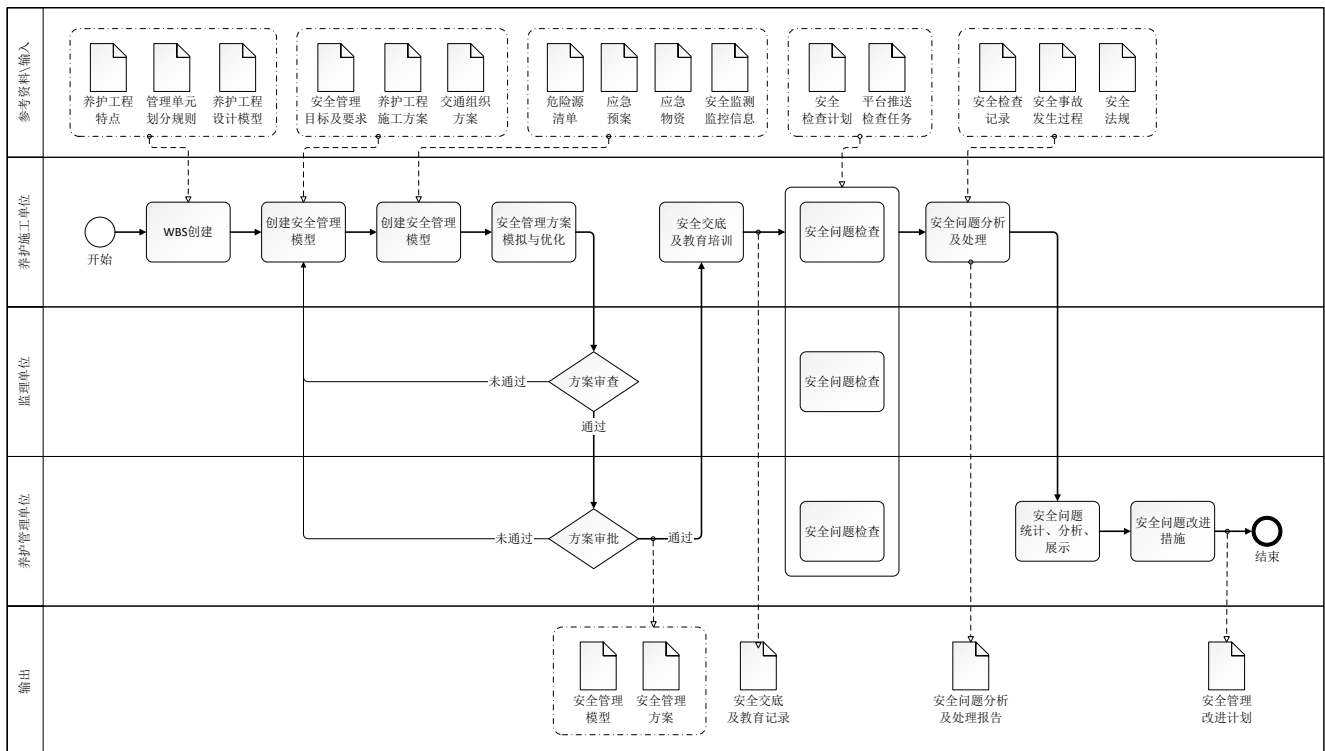 参考资料\输入
养护工程
特点
管理单元
划分规则
养护工程
设计模型
安全管理
目标及要求
养护工程
施工方案
交通组织
方案
危险源
清单
应急
预案
应急
物资
安全监测
监控信息
安全
检查计划
平台推送
检查任务
安全检查
记录
安全事故
发生过程
安全
法规
养护施工单位
开始
WBS创建
创建安全管理
模型
创建安全管理
模型
安全管理方案
模拟与优化
安全交底
及教育培训
安全问题检查
安全问题分析
及处理
监理单位
未通过
方案审查
通过
安全问题检查
养护管理单位
未通过
方案审批
通过
安全问题检查
安全问题
统计、分析、
展示
安全问题改进
措施
结束
输出
安全管理
模型
安全管理
方案
安全交底
及教育记录
安全问题分析
及处理报告
安全管理
改进计划